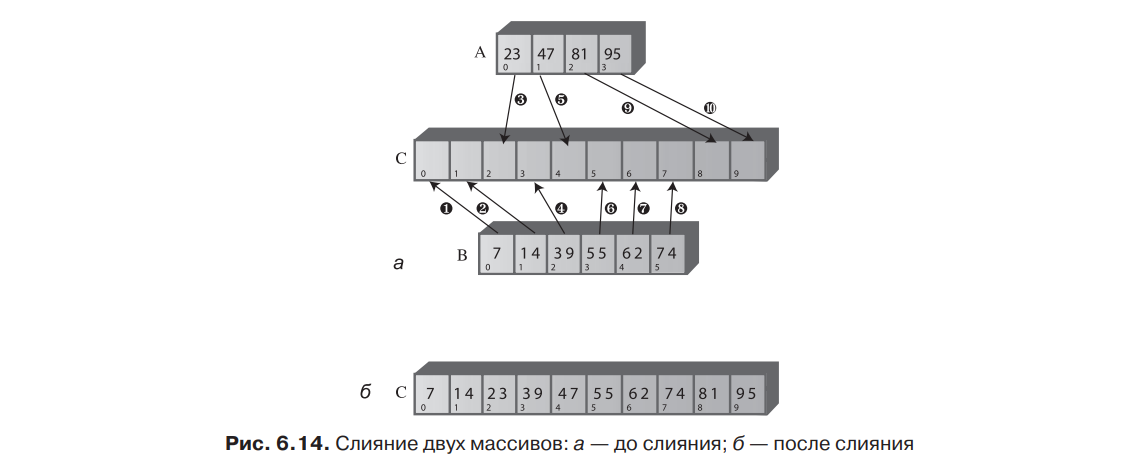 A 23 47 81 95
0 1 2 3
❸ ❺ ❾ ❿
C
0 1 2 3 4 5 6 7 8 9
❶ ❷ ❹ ❻ ❼ ❽
B 7 14 39 55 62 74
0 1 2 3 4 5
а
б C 7 14 23 39 47 55 62 74 81 95
0 1 2 3 4 5 6 7 8 9
Рис. 6.14. Слияние двух массивов: а — до слияния; б — после слияния